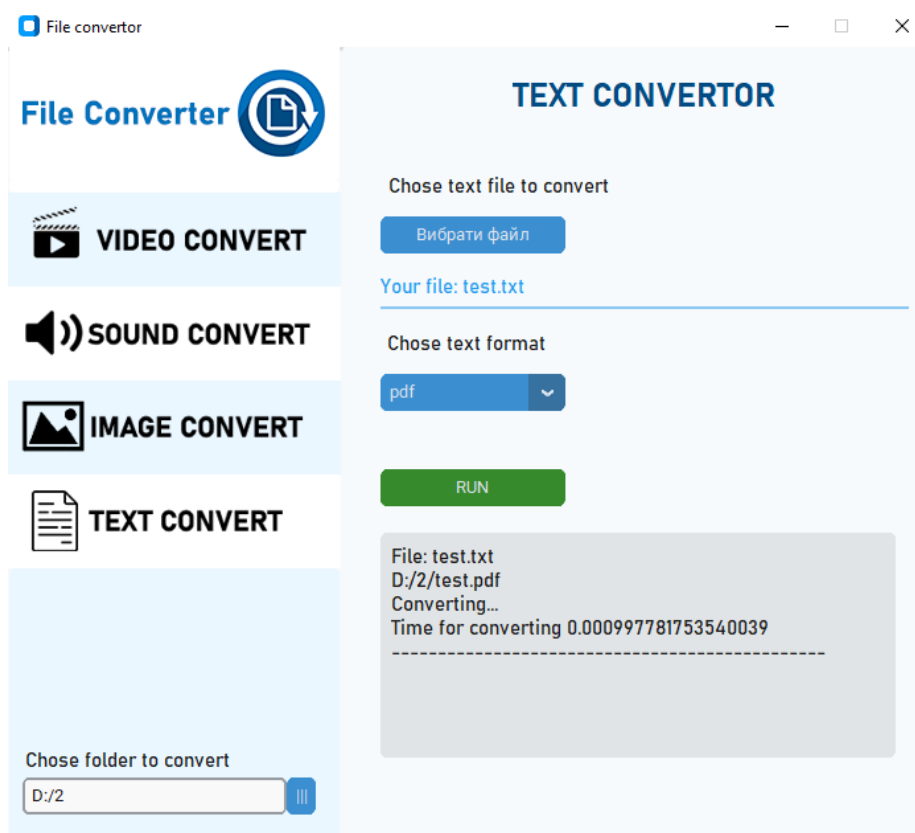 File convertor
File Converter
VIDEO CONVERT
SOUND CONVERT
IMAGE CONVERT
TEXT CONVERT
Chose folder to convert
D:/2
TEXT CONVERTOR
Chose text file to convert
Вибрати файл
Your file: test.txt
Chose text format
pdf
RUN
File: test.txt
D:/2/test.pdf
Converting...
Time for converting 0.000997781753540039
-----------------------------------------------